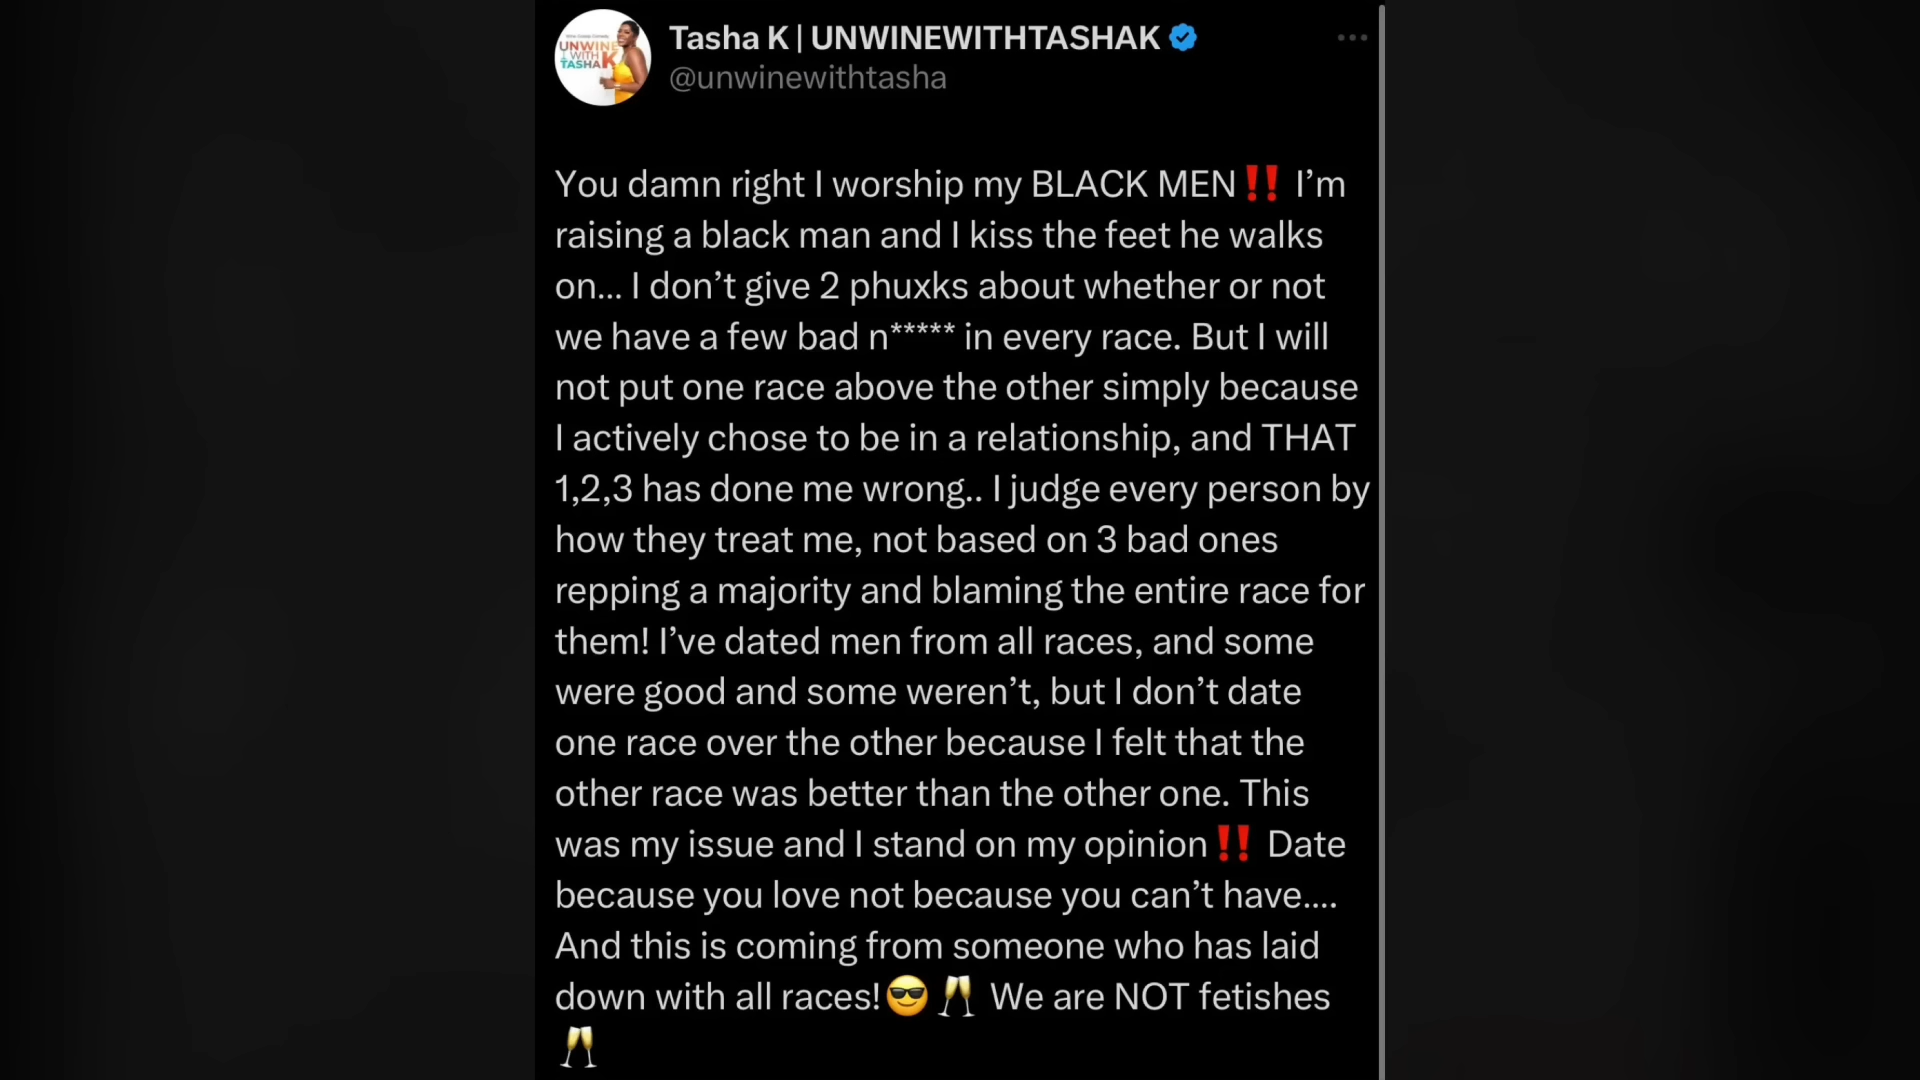 Tasha K | UNWINEWITHTASHAK
@unwinewithtasha
UNWINE
WITH
TASHA K
You damn right I worship my BLACK MEN‼️ I’m
raising a black man and I kiss the feet he walks
on... I don’t give 2 phuxks about whether or not
we have a few bad n***** in every race. But I will
not put one race above the other simply because
I actively chose to be in a relationship, and THAT
1,2,3 has done me wrong.. I judge every person by
how they treat me, not based on 3 bad ones
repping a majority and blaming the entire race for
them! I’ve dated men from all races, and some
were good and some weren’t, but I don’t date
one race over the other because I felt that the
other race was better than the other one. This
was my issue and I stand on my opinion‼️ Date
because you love not because you can’t have....
And this is coming from someone who has laid
down with all races!😎🥂 We are NOT fetishes
🥂